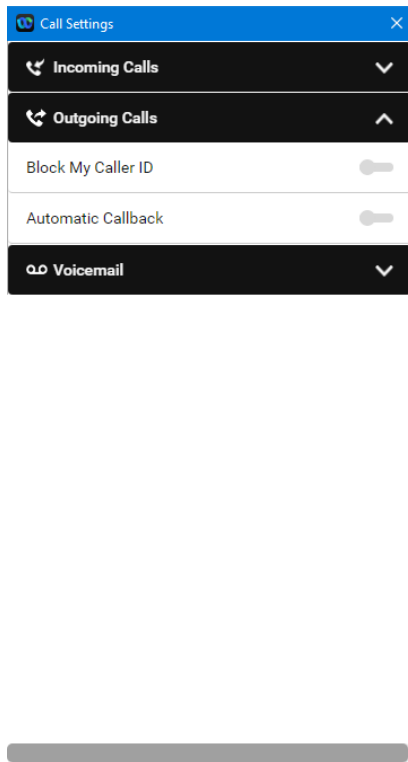 Call Settings
Incoming Calls
Outgoing Calls
Block My Caller ID
Automatic Callback
Voicemail